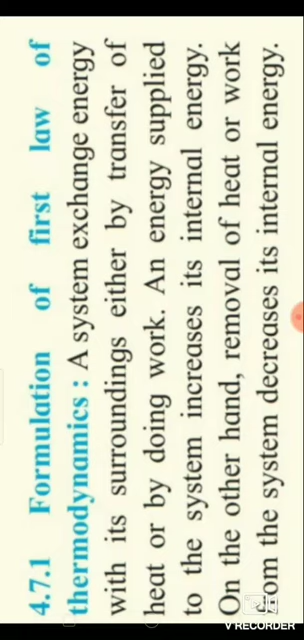 4.7.1 Formulation of first law of
thermodynamics : A system exchange energy
with its surroundings either by transfer of
heat or by doing work. An energy supplied
to the system increases its internal energy.
On the other hand, removal of heat or work
from the system decreases its internal energy.
V RECORDER